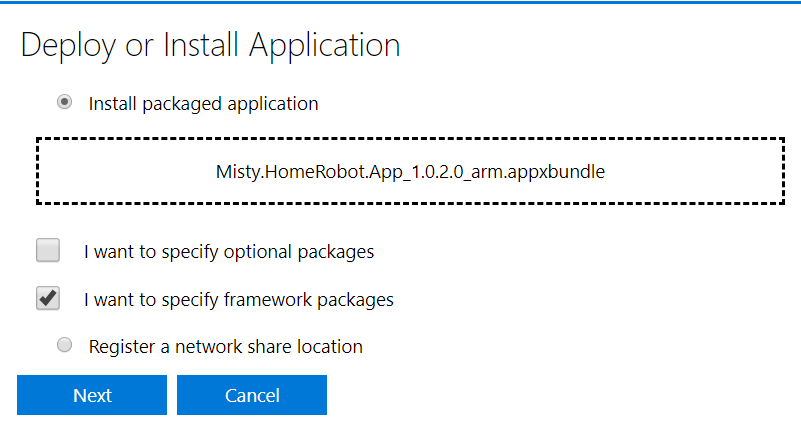 Deploy or Install Application
Install packaged application
Misty.HomeRobot.App_1.0.2.0_arm.appxbundle
I want to specify optional packages
I want to specify framework packages
Register a network share location
Next
Cancel